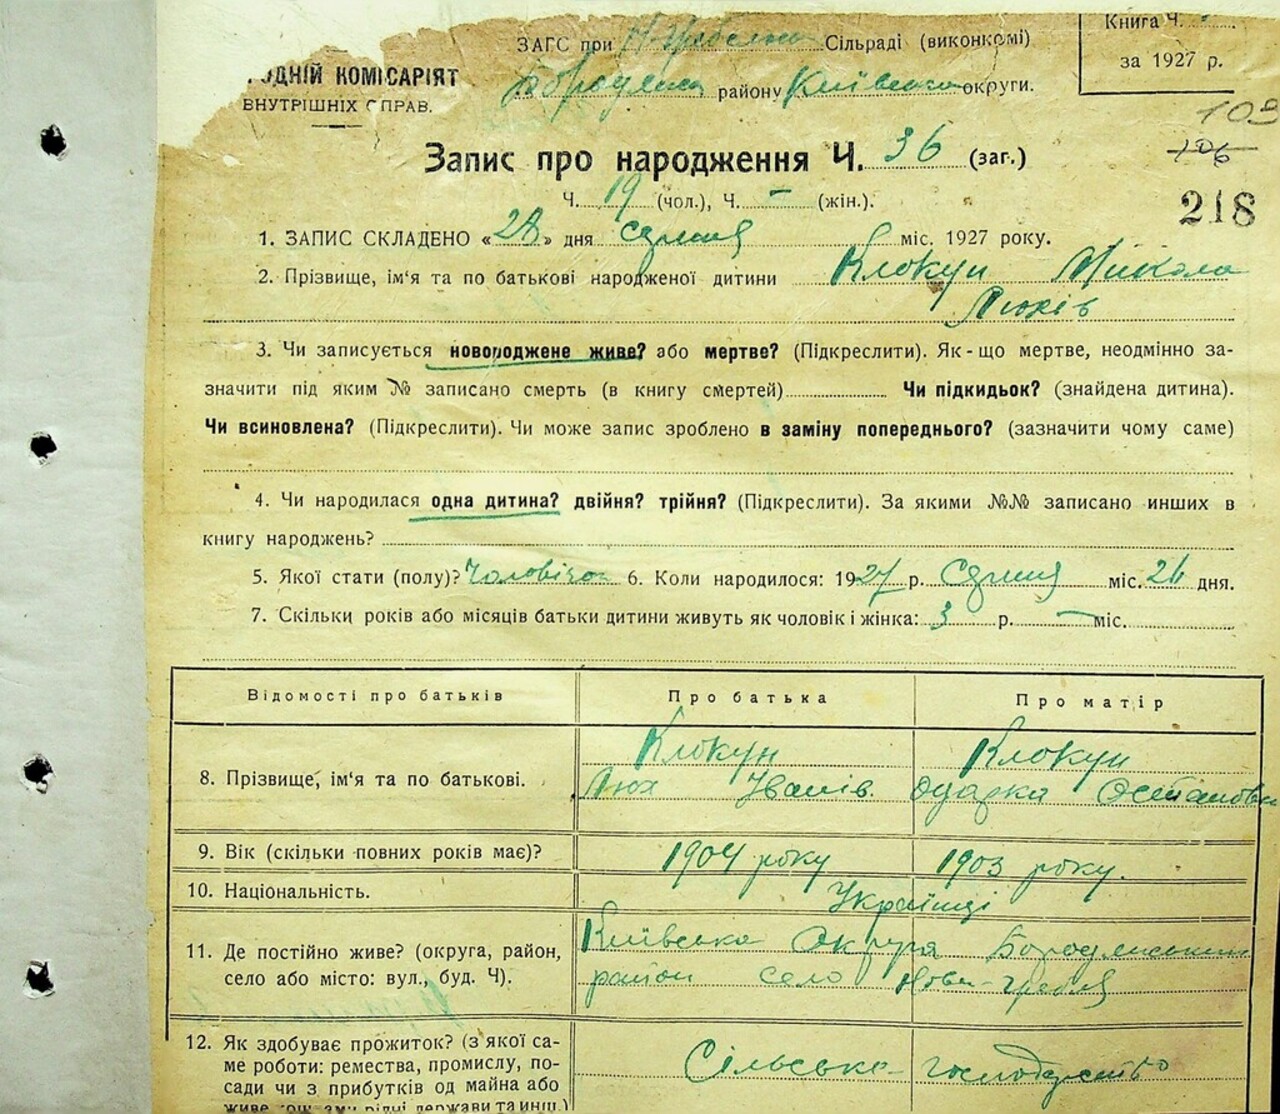 ЗАГС при Н-Гребельн Сільраді (виконкомі)
Книга Ч.
за 1927 р.
ОДНІЙ КОМІСАРІЯТ
ВНУТРІШНІХ СПРАВ.
району Київської округи.
103
106
Запис про народження Ч. 36 (заг.)
Ч. 19 (чол.), Ч. – (жін.).
218
1. ЗАПИС СКЛАДЕНО «28» дня серпня міс. 1927 року.
2. Прізвище, ім'я та по батькові народженої дитини Клокун Микола
3. Чи записується новороджене живе? або мертве? (Підкреслити). Як-що мертве, неодмінно за-
значити під яким № записано смерть (в книгу смертей) Чи підкидьок? (знайдена дитина).
Чи всиновлена? (Підкреслити). Чи може запис зроблено в заміну попереднього? (зазначити чому саме)
4. Чи народилася одна дитина? двійня? трійня? (Підкреслити). За якими №№ записано инших в
книгу народжень?
5. Якої стати (полу)? Чоловічої 6. Коли народилося: 1927 р. Серпня міс. 26 дня.
7. Скільки років або місяців батьки дитини живуть як чоловік і жінка: 3 р. – міс.
Відомості про батьків Про батька Про матір
Клокун Клокун
8. Прізвище, ім'я та по батькові. Іванів Одарка Остаповна
9. Вік (скільки повних років має)? 1904 року 1903 року.
10. Національність. Українці
11. Де постійно живе? (округа, район,
село або місто: вул., буд. Ч).
Київська Округа Бородянський
район село Нова-Гребля
12. Як здобуває прожиток? (з якої са-
ме роботи: ремества, промислу, по-
сади чи з прибутків од майна або
Сільське господарство